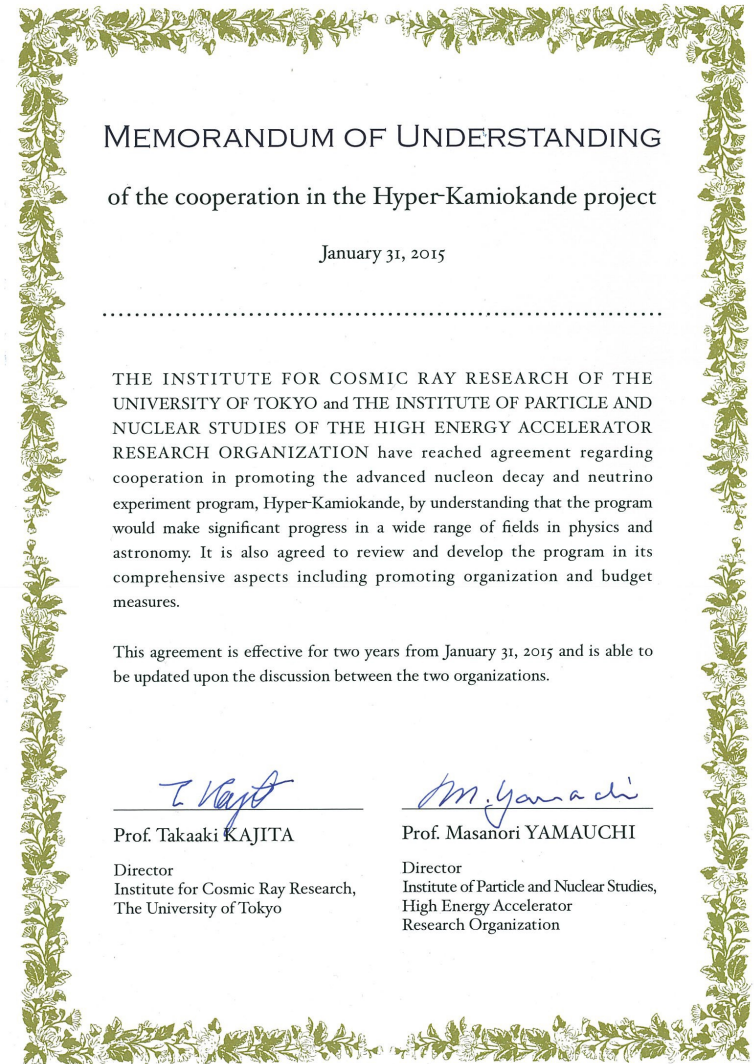 MEMORANDUM OF UNDERSTANDING
of the cooperation in the Hyper-Kamiokande project
January 31, 2015
THE INSTITUTE FOR COSMIC RAY RESEARCH OF THE
UNIVERSITY OF TOKYO and THE INSTITUTE OF PARTICLE AND
NUCLEAR STUDIES OF THE HIGH ENERGY ACCELERATOR
RESEARCH ORGANIZATION have reached agreement regarding
cooperation in promoting the advanced nucleon decay and neutrino
experiment program, Hyper-Kamiokande, by understanding that the program
would make significant progress in a wide range of fields in physics and
astronomy. It is also agreed to review and develop the program in its
comprehensive aspects including promoting organization and budget
measures.
This agreement is effective for two years from January 31, 2015 and is able to
be updated upon the discussion between the two organizations.
T. Kajita
Prof. Takaaki KAJITA
Director
Institute for Cosmic Ray Research,
The University of Tokyo
M. Yamauchi
Prof. Masanori YAMAUCHI
Director
Institute of Particle and Nuclear Studies,
High Energy Accelerator
Research Organization